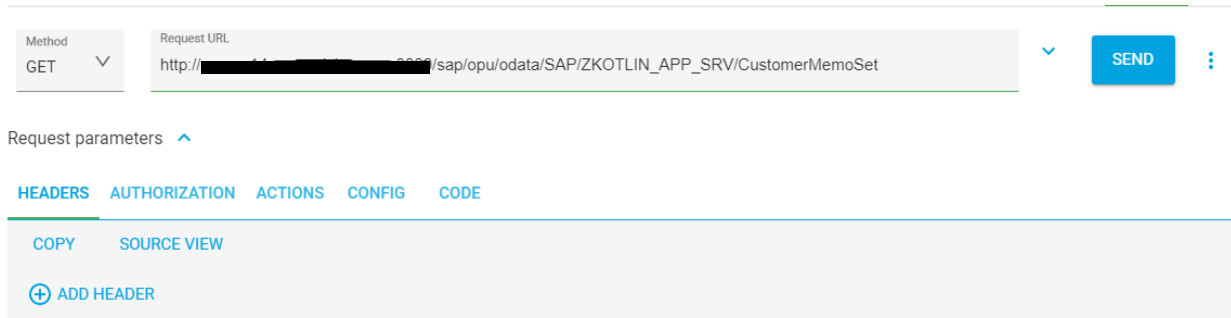 Method
GET
Request URL
http:// /sap/opu/odata/SAP/ZKOTLIN_APP_SRV/CustomerMemoSet
SEND
Request parameters
HEADERS AUTHORIZATION ACTIONS CONFIG CODE
COPY SOURCE VIEW
ADD HEADER